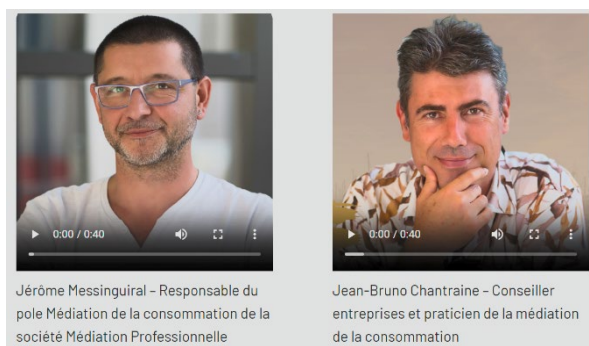 0:00 / 0:40
0:00 / 0:40
Jérôme Messinguiral – Responsable du
pole Médiation de la consommation de la
société Médiation Professionnelle
Jean-Bruno Chantraine – Conseiller
entreprises et praticien de la médiation
de la consommation